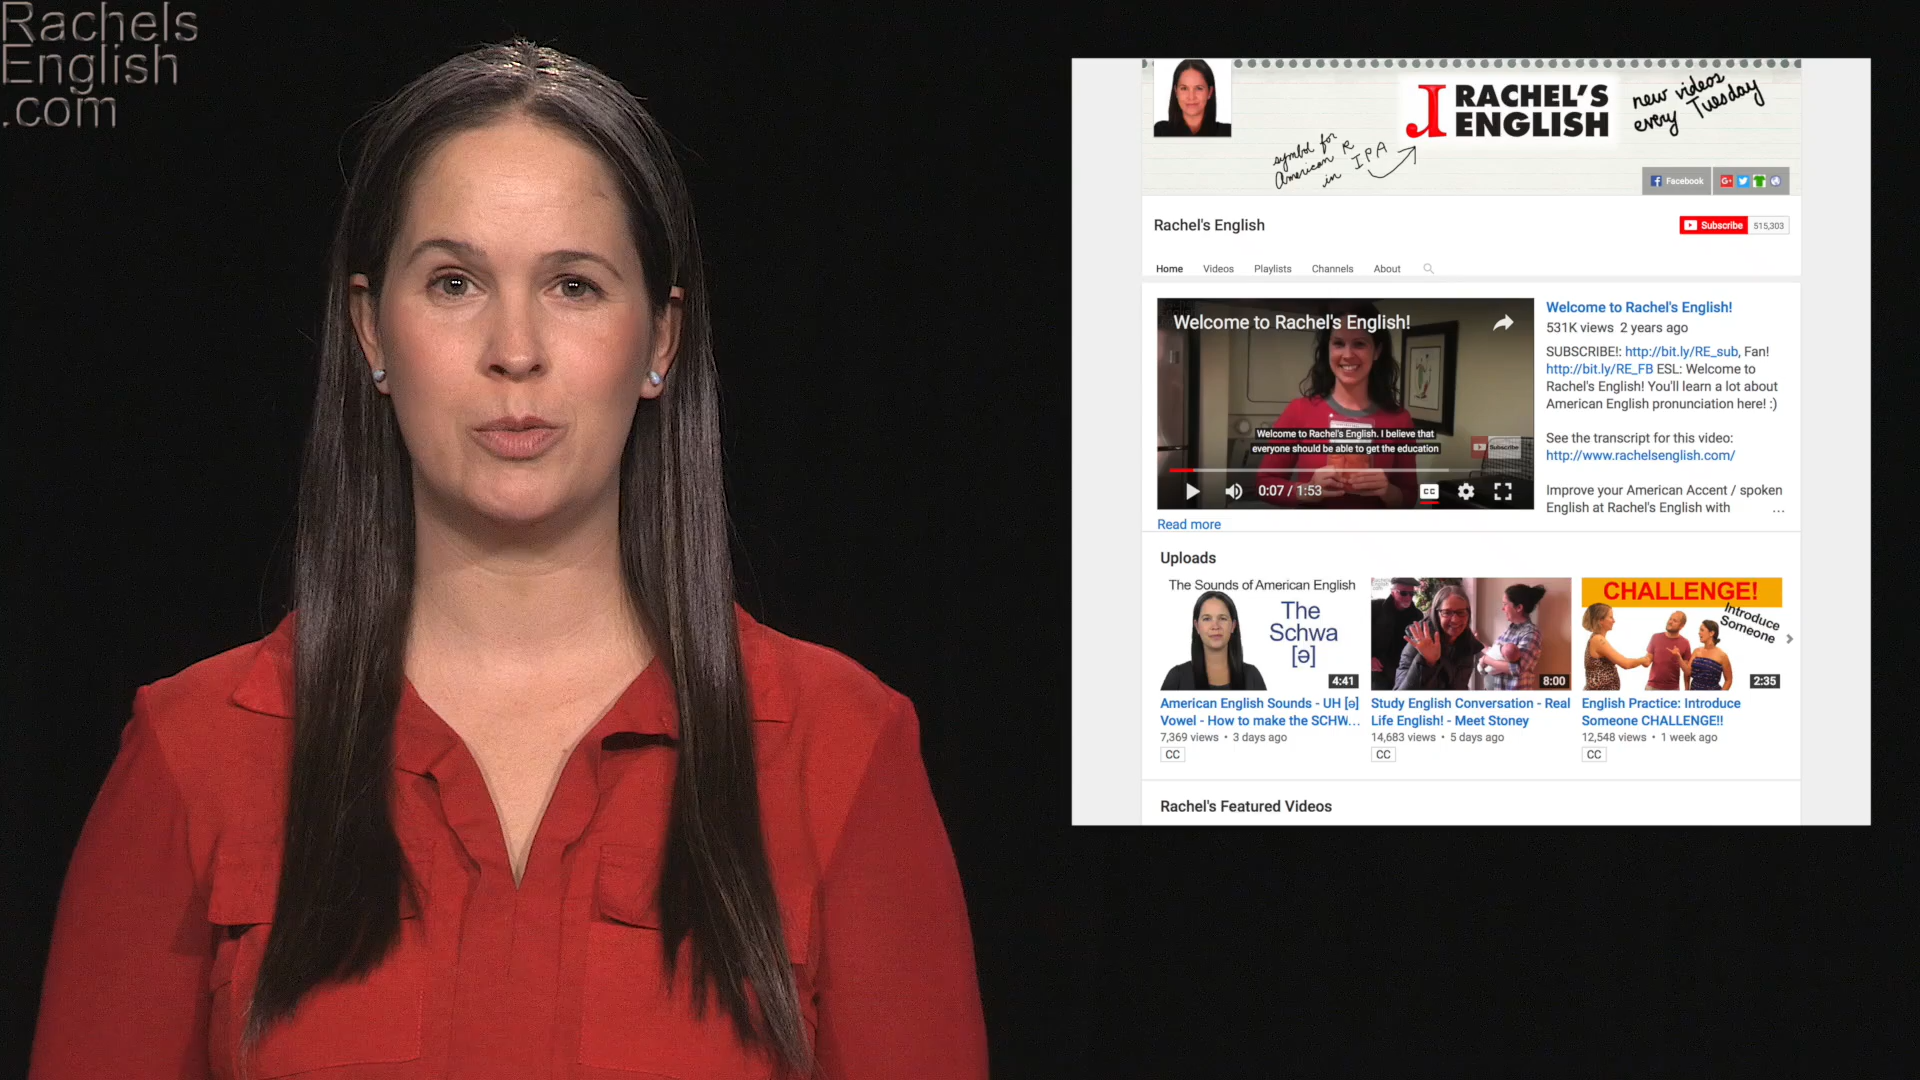 Rachels
English
.com
RACHEL'S
ENGLISH
new videos
every Tuesday
symbol for
American R
in IPA
Facebook
Rachel's English
Subscribe 515,303
Home Videos Playlists Channels About
Welcome to Rachel's English!
Welcome to Rachel's English. I believe that
everyone should be able to get the education
Subscribe
0:07 / 1:53
CC
Read more
Welcome to Rachel's English!
531K views 2 years ago
SUBSCRIBE!: http://bit.ly/RE_sub, Fan!
http://bit.ly/RE_FB ESL: Welcome to
Rachel's English! You'll learn a lot about
American English pronunciation here! :)
See the transcript for this video:
http://www.rachelsenglish.com/
Improve your American Accent / spoken
English at Rachel's English with ...
Uploads
The Sounds of American English
The
Schwa
[ə]
4:41
American English Sounds - UH [ə]
Vowel - How to make the SCHW...
7,369 views • 3 days ago
CC
8:00
Study English Conversation - Real
Life English! - Meet Stoney
14,683 views • 5 days ago
CC
CHALLENGE!
Introduce
Someone
2:35
English Practice: Introduce
Someone CHALLENGE!!
12,548 views • 1 week ago
CC
Rachel's Featured Videos